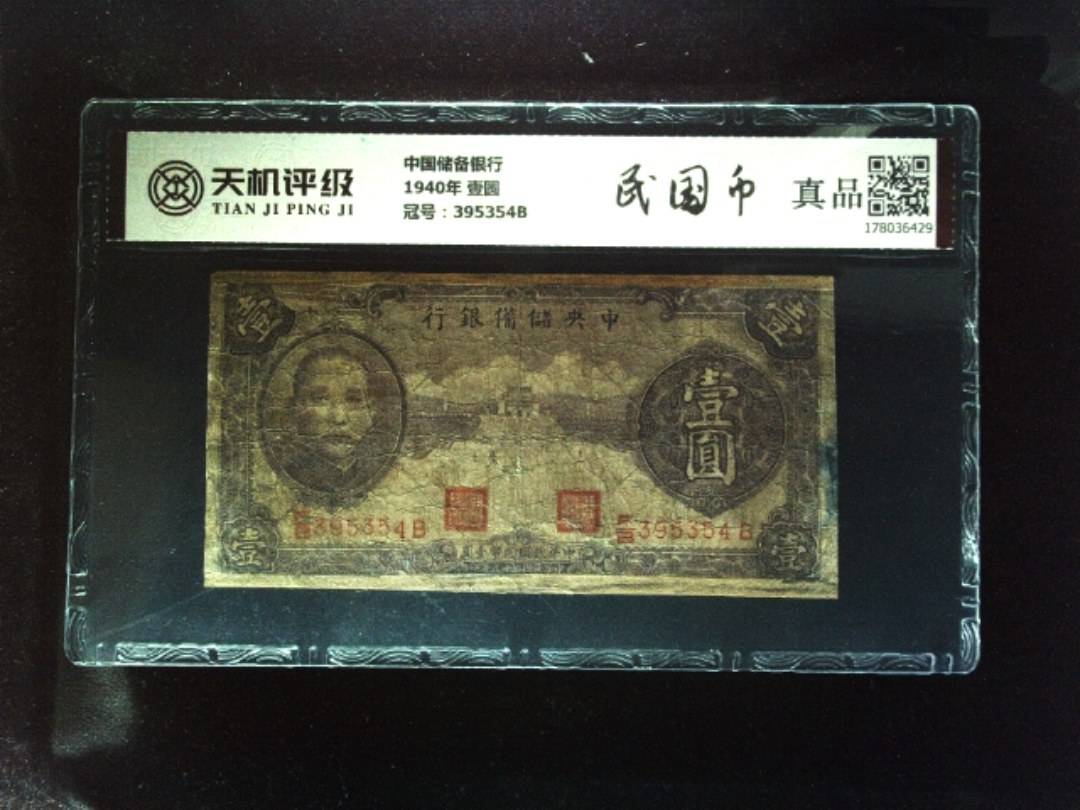 天机评级
TIAN JI PING JI
中国储备银行
1940年 壹圆
冠号：395354B
民国币
真品
178036429
行銀備儲央中
壹
壹
壹
圓
395354B
395354B
壹
壹